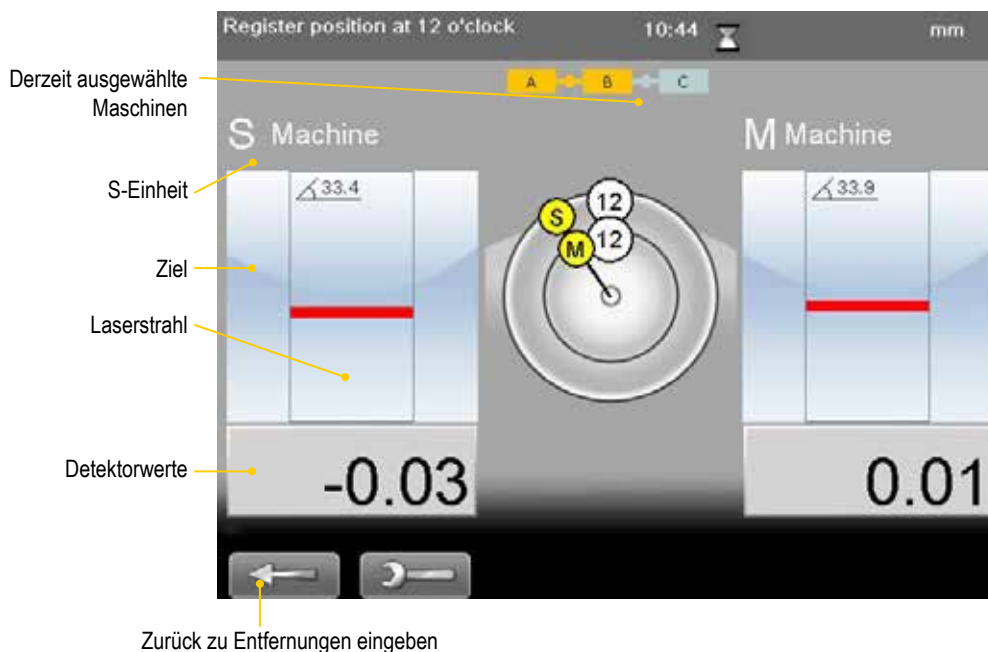 Register position at 12 o'clock 10:44 mm
Derzeit ausgewählte
Maschinen
A B C
S Machine
M Machine
S-Einheit
33.4
33.9
12
S
12
M
Ziel
Laserstrahl
Detektorwerte
-0.03
0.01
Zurück zu Entfernungen eingeben